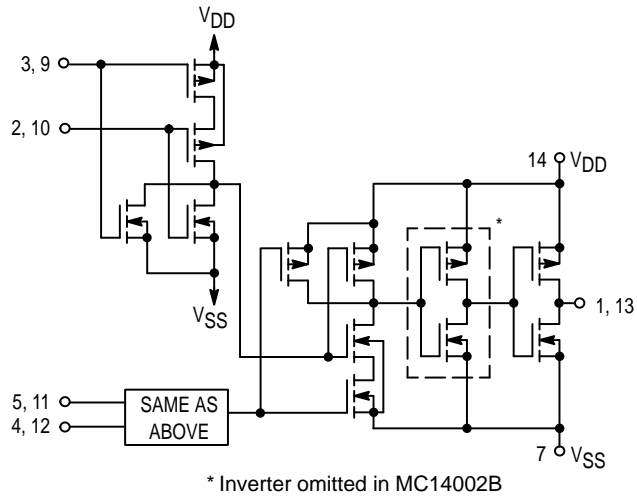 VDD
3, 9
2, 10
14 VDD
*
1, 13
VSS
5, 11
4, 12
SAME AS
ABOVE
7 VSS
* Inverter omitted in MC14002B